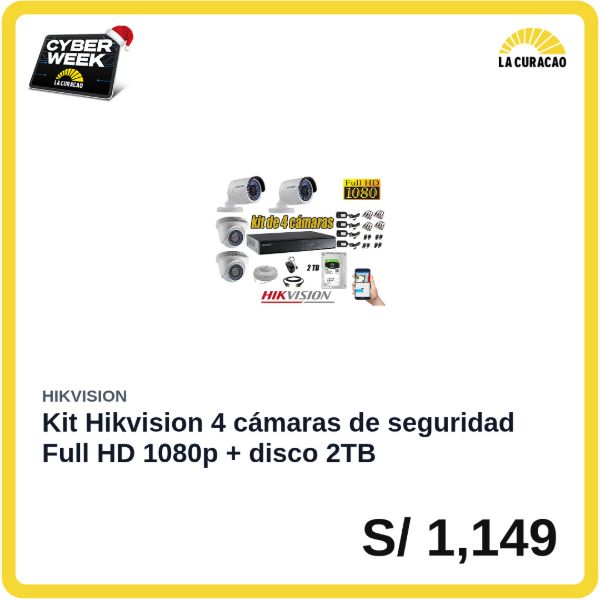 CYBER
WEEK
LA CURACAO
LA CURACAO
Full HD
1080
kit de 4 cámaras
2 TB
HIKVISION
HIKVISION
Kit Hikvision 4 cámaras de seguridad
Full HD 1080p + disco 2TB
S/ 1,149